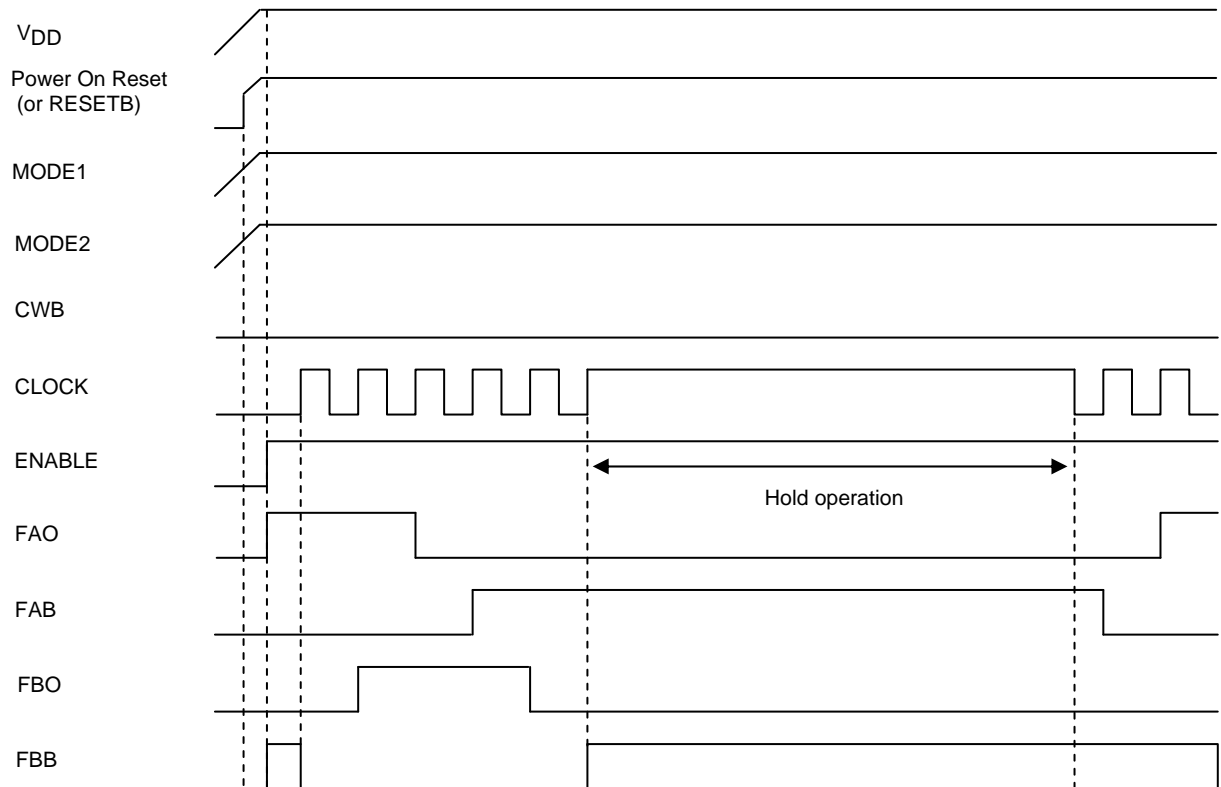 VDD
Power On Reset
(or RESETB)
MODE1
MODE2
CWB
CLOCK
ENABLE
Hold operation
FAO
FAB
FBO
FBB